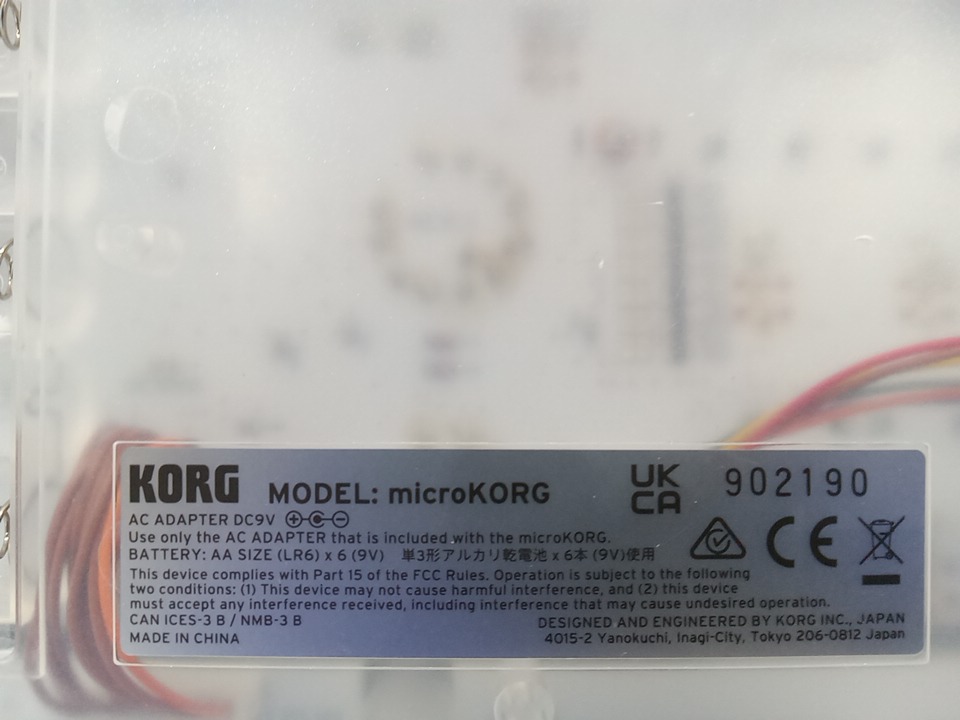 KORG MODEL: microKORG
UK
CA
902190
AC ADAPTER DC9V
Use only the AC ADAPTER that is included with the microKORG.
BATTERY: AA SIZE (LR6) x 6 (9V) 単3形アルカリ乾電池 x 6本 (9V)使用
CE
This device complies with Part 15 of the FCC Rules. Operation is subject to the following
two conditions: (1) This device may not cause harmful interference, and (2) this device
must accept any interference received, including interference that may cause undesired operation.
CAN ICES-3 B / NMB-3 B
MADE IN CHINA
DESIGNED AND ENGINEERED BY KORG INC., JAPAN
4015-2 Yanokuchi, Inagi-City, Tokyo 206-0812 Japan